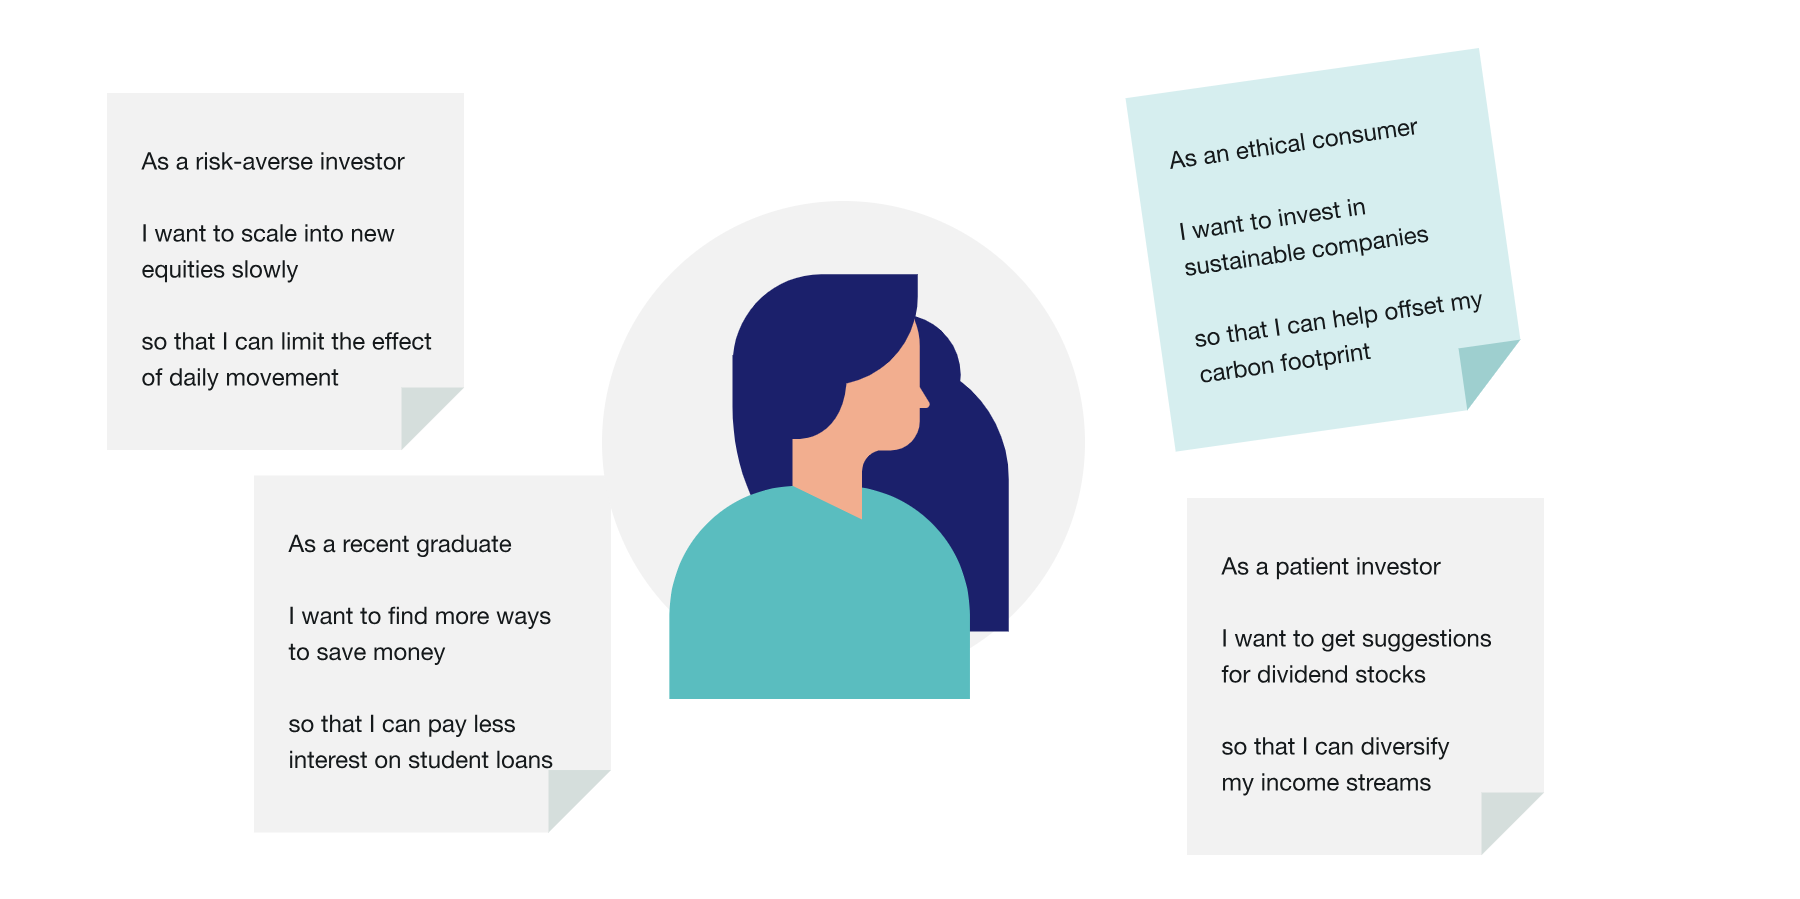 As a risk-averse investor
I want to scale into new
equities slowly
so that I can limit the effect
of daily movement
As a recent graduate
I want to find more ways
to save money
so that I can pay less
interest on student loans
As an ethical consumer
I want to invest in
sustainable companies
so that I can help offset my
carbon footprint
As a patient investor
I want to get suggestions
for dividend stocks
so that I can diversify
my income streams